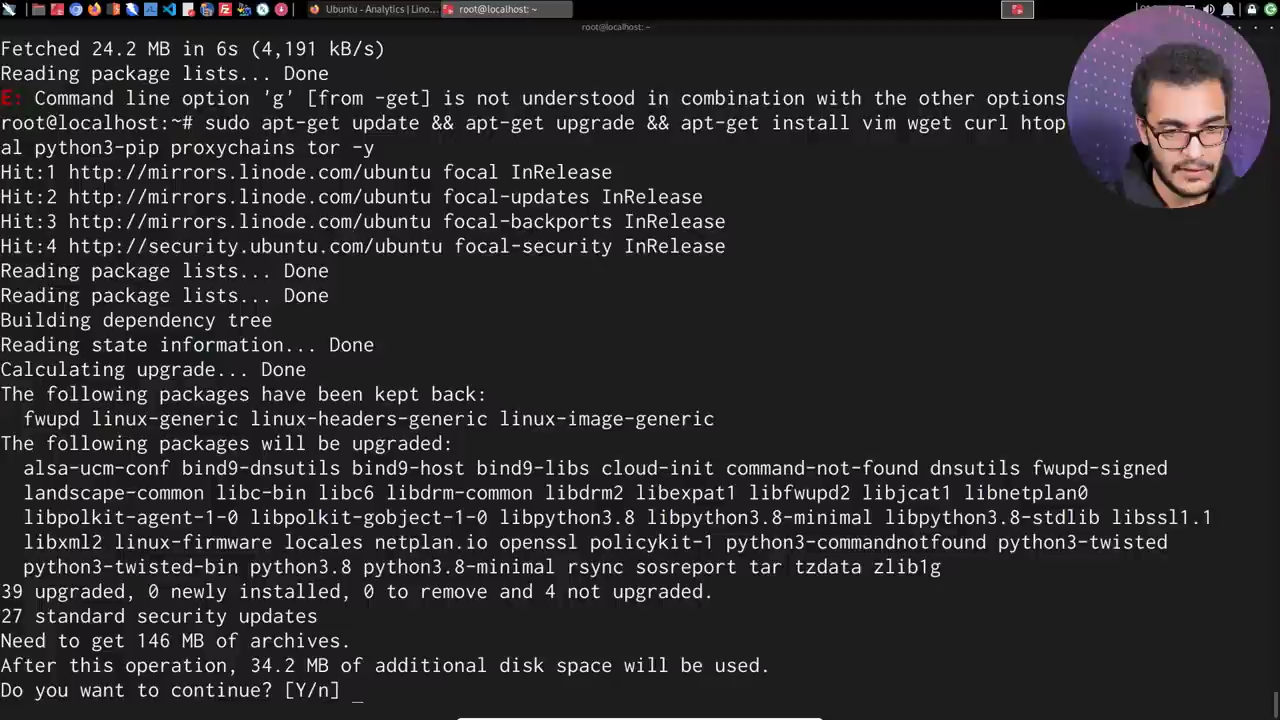 Ubuntu - Analytics | Lino...
root@localhost: ~
root@localhost: ~
Fetched 24.2 MB in 6s (4,191 kB/s)
Reading package lists... Done
E: Command line option 'g' [from -get] is not understood in combination with the other options
root@localhost:~# sudo apt-get update && apt-get upgrade && apt-get install vim wget curl htop
al python3-pip proxychains tor -y
Hit:1 http://mirrors.linode.com/ubuntu focal InRelease
Hit:2 http://mirrors.linode.com/ubuntu focal-updates InRelease
Hit:3 http://mirrors.linode.com/ubuntu focal-backports InRelease
Hit:4 http://security.ubuntu.com/ubuntu focal-security InRelease
Reading package lists... Done
Reading package lists... Done
Building dependency tree
Reading state information... Done
Calculating upgrade... Done
The following packages have been kept back:
fwupd linux-generic linux-headers-generic linux-image-generic
The following packages will be upgraded:
alsa-ucm-conf bind9-dnsutils bind9-host bind9-libs cloud-init command-not-found dnsutils fwupd-signed
landscape-common libc-bin libc6 libdrm-common libdrm2 libexpat1 libfwupd2 libjcat1 libnetplan0
libpolkit-agent-1-0 libpolkit-gobject-1-0 libpython3.8 libpython3.8-minimal libpython3.8-stdlib libssl1.1
libxml2 linux-firmware locales netplan.io openssl policykit-1 python3-commandnotfound python3-twisted
python3-twisted-bin python3.8 python3.8-minimal rsync sosreport tar tzdata zlib1g
39 upgraded, 0 newly installed, 0 to remove and 4 not upgraded.
27 standard security updates
Need to get 146 MB of archives.
After this operation, 34.2 MB of additional disk space will be used.
Do you want to continue? [Y/n] _